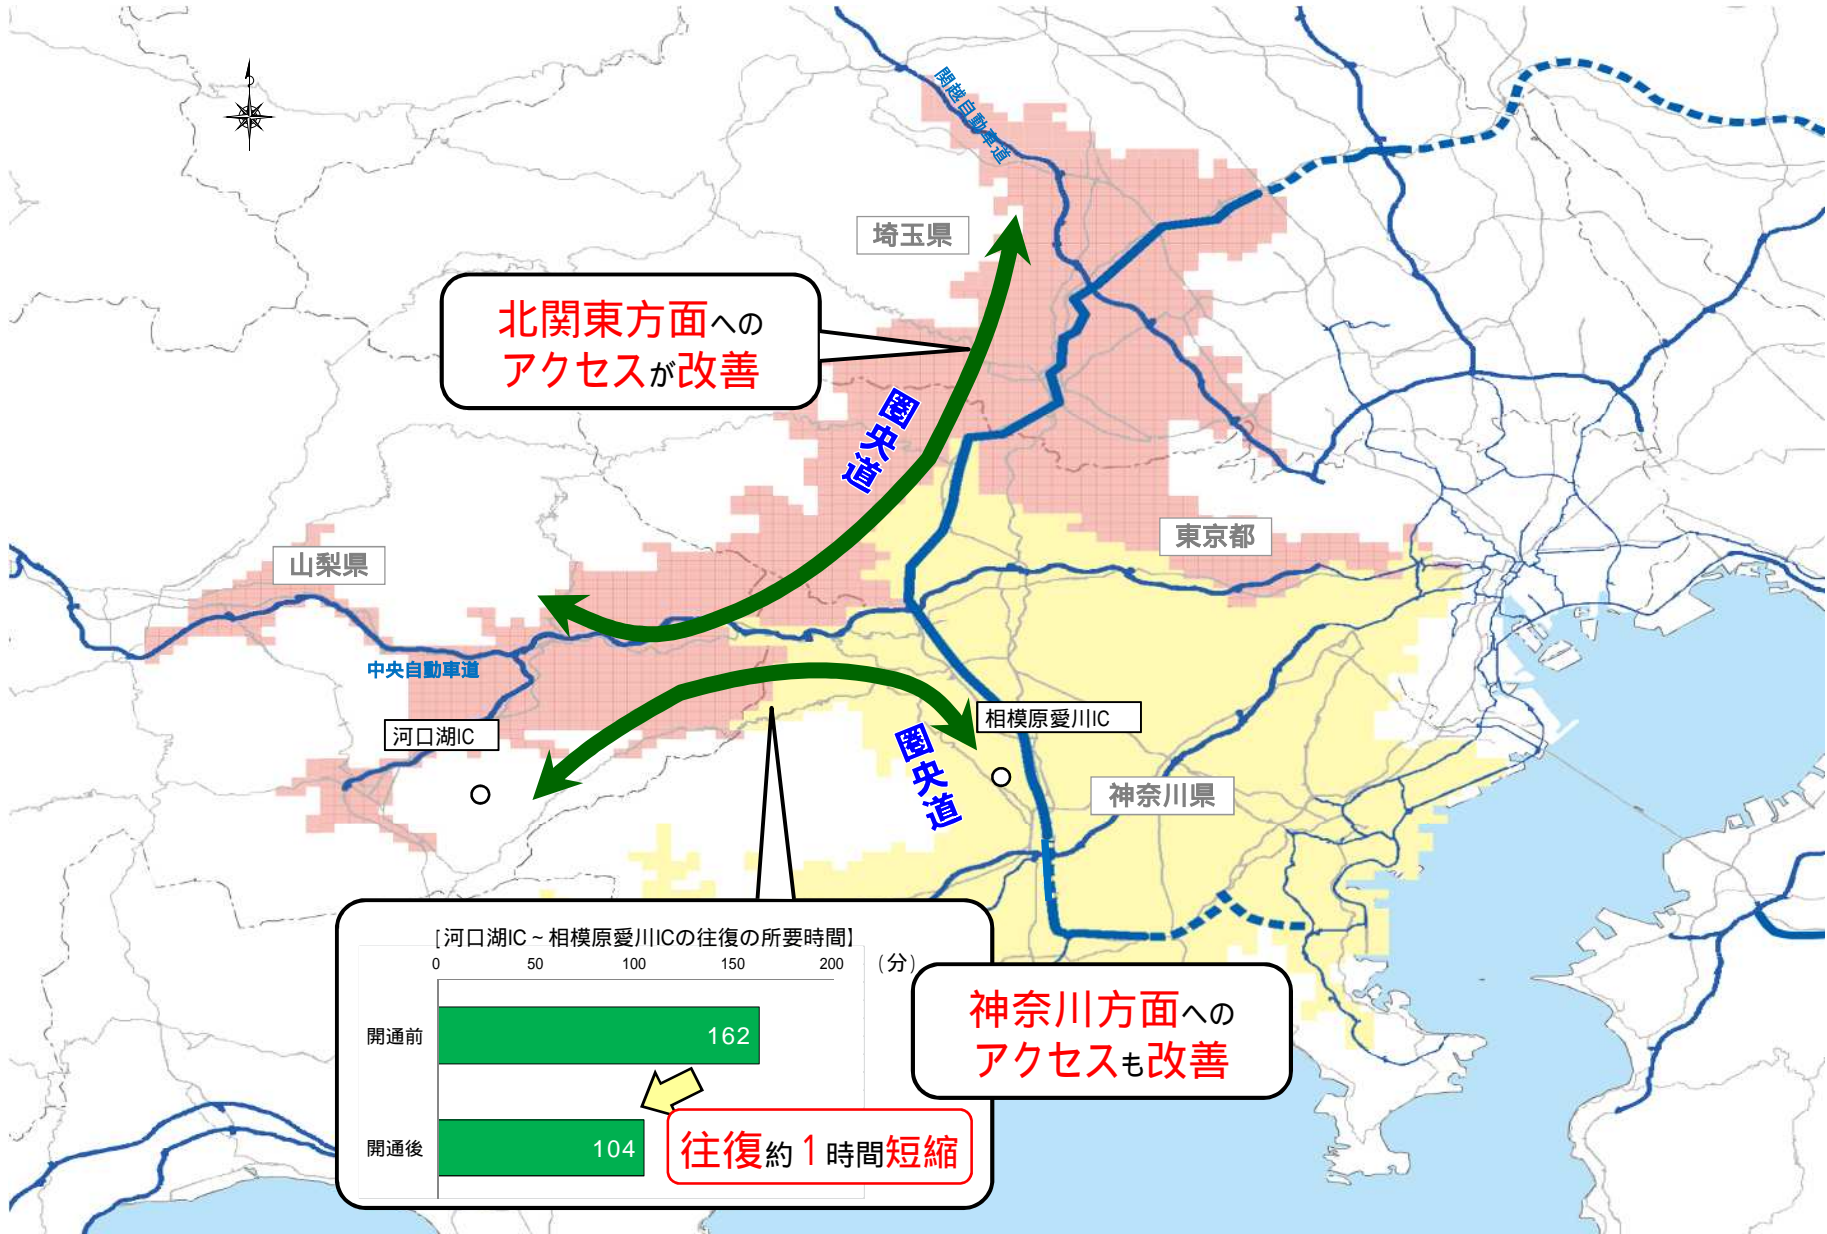 関越自動車道
埼玉県
北関東方面への
アクセスが改善
圏央道
東京都
山梨県
中央自動車道
河口湖IC
相模原愛川IC
圏央道
神奈川県
[河口湖IC~相模原愛川ICの往復の所要時間】
0 50 100 150 200 (分)
開通前 162
開通後 104
往復約1時間短縮
神奈川方面への
アクセスも改善